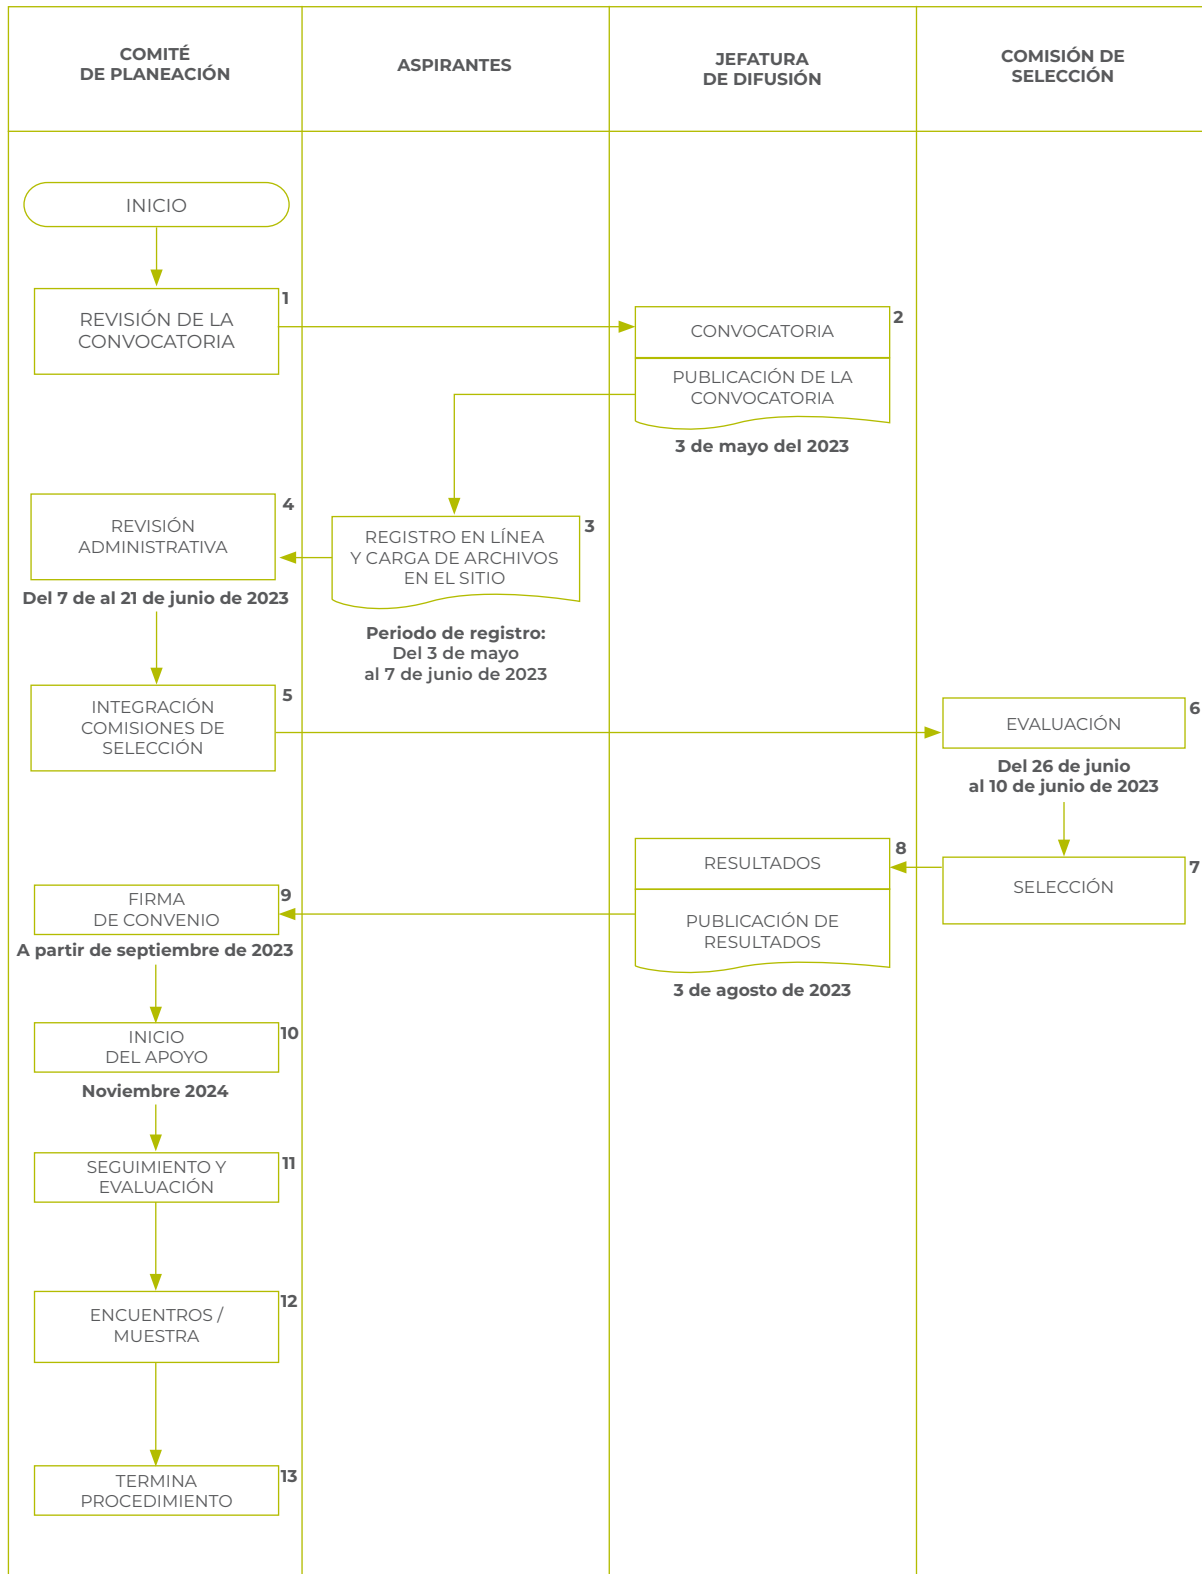 COMITÉ
DE PLANEACIÓN
ASPIRANTES
JEFATURA
DE DIFUSIÓN
COMISIÓN DE
SELECCIÓN
INICIO
1
REVISIÓN DE LA
CONVOCATORIA
2
CONVOCATORIA
PUBLICACIÓN DE LA
CONVOCATORIA
3 de mayo del 2023
3
REGISTRO EN LÍNEA
Y CARGA DE ARCHIVOS
EN EL SITIO
Periodo de registro:
Del 3 de mayo
al 7 de junio de 2023
4
REVISIÓN
ADMINISTRATIVA
Del 7 de al 21 de junio de 2023
5
INTEGRACIÓN
COMISIONES DE
SELECCIÓN
6
EVALUACIÓN
Del 26 de junio
al 10 de junio de 2023
7
SELECCIÓN
8
RESULTADOS
PUBLICACIÓN DE
RESULTADOS
3 de agosto de 2023
9
FIRMA
DE CONVENIO
A partir de septiembre de 2023
10
INICIO
DEL APOYO
Noviembre 2024
11
SEGUIMIENTO Y
EVALUACIÓN
12
ENCUENTROS /
MUESTRA
13
TERMINA
PROCEDIMIENTO